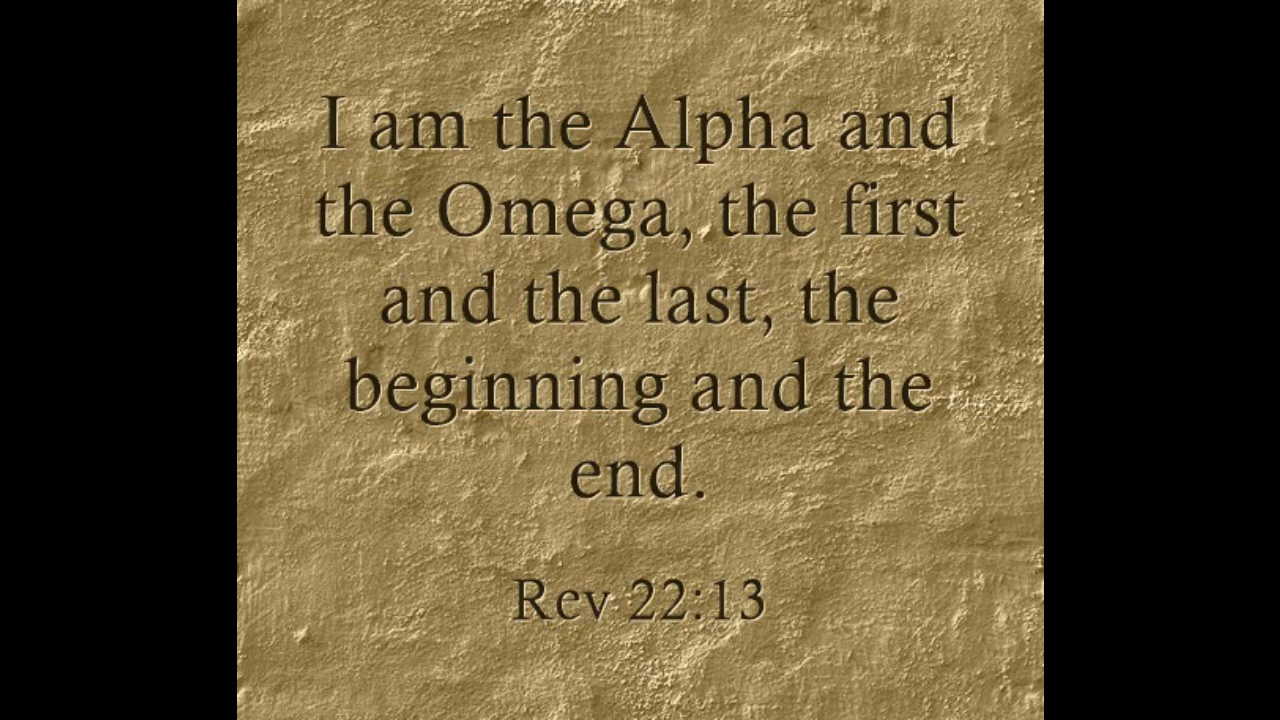 I am the Alpha and
the Omega, the first
and the last, the
beginning and the
end.
Rev 22:13